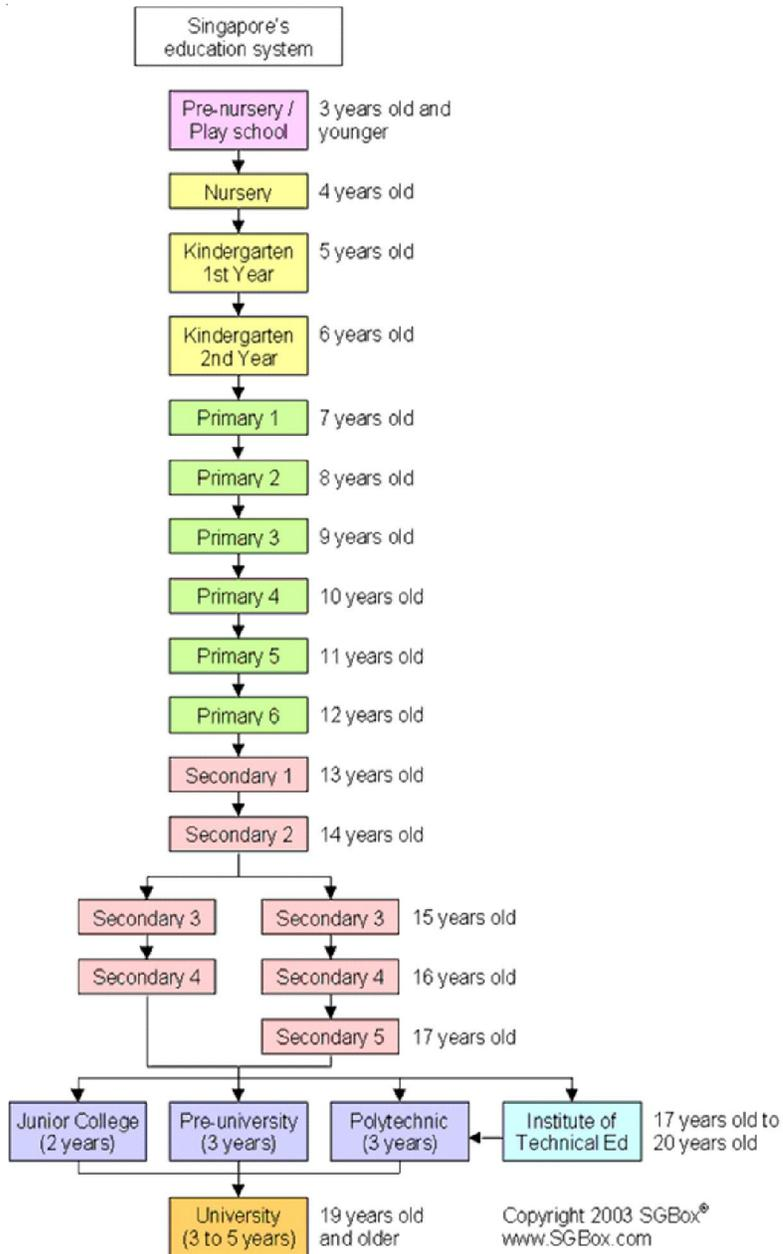 Singapore's
education system
Pre-nursery /
Play school
3 years old and
younger
Nursery
4 years old
Kindergarten
1st Year
5 years old
Kindergarten
2nd Year
6 years old
Primary 1
7 years old
Primary 2
8 years old
Primary 3
9 years old
Primary 4
10 years old
Primary 5
11 years old
Primary 6
12 years old
Secondary 1
13 years old
Secondary 2
14 years old
Secondary 3
Secondary 3
15 years old
Secondary 4
Secondary 4
16 years old
Secondary 5
17 years old
Junior College
(2 years)
Pre-university
(3 years)
Polytechnic
(3 years)
Institute of
Technical Ed
17 years old to
20 years old
University
(3 to 5 years)
19 years old
and older
Copyright 2003 SGBox®
www.SGBox.com